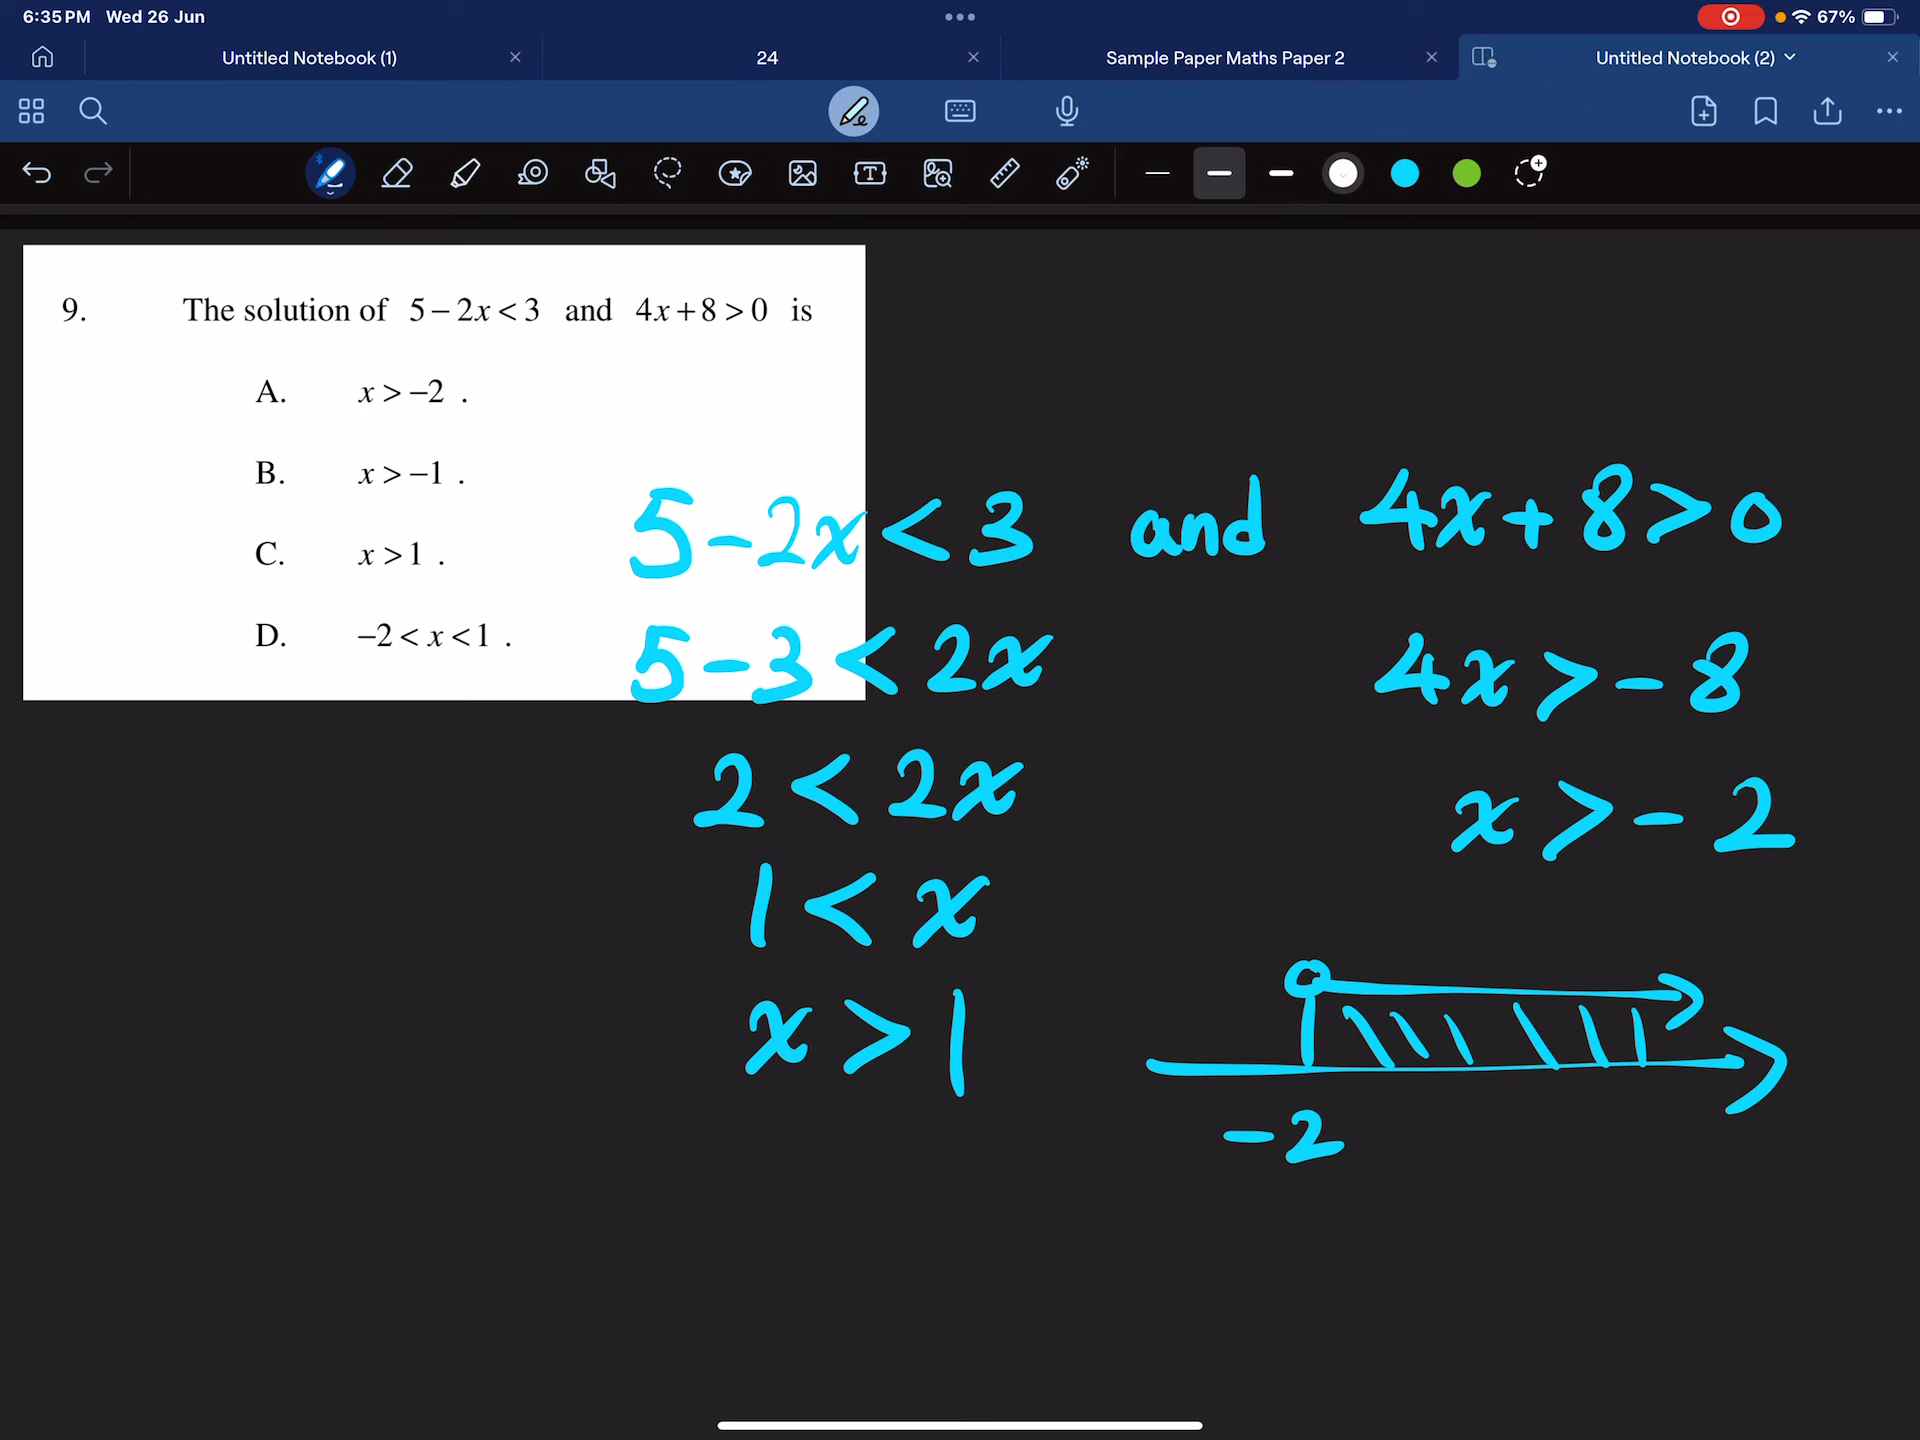 6:35 PM Wed 26 Jun
67%
Untitled Notebook (1)
24
Sample Paper Maths Paper 2
Untitled Notebook (2)
9. The solution of 5 – 2x < 3 and 4x + 8 > 0 is
A. x > –2 .
B. x > –1 .
C. x > 1 .
D. –2 < x < 1 .
5 - 2x < 3 and 4x + 8 > 0
5 - 3 < 2x
4x > - 8
2 < 2x
x > - 2
1 < x
x > 1
-2